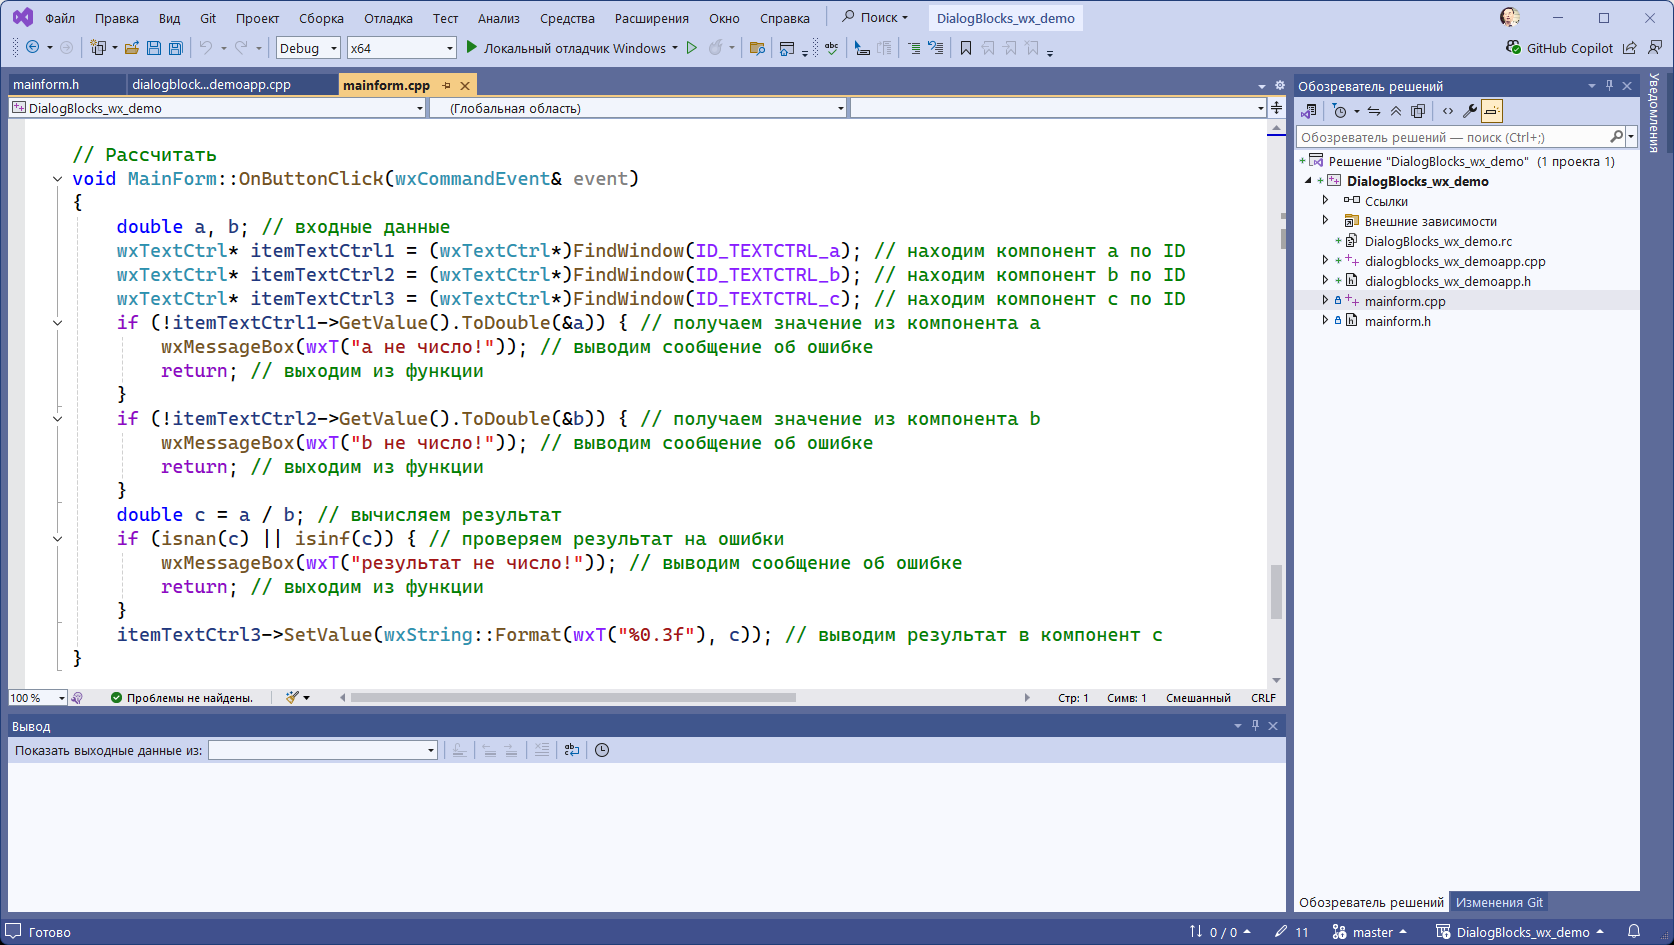 Файл Правка Вид Git Проект Сборка Отладка Тест Анализ Средства Расширения Окно Справка Поиск DialogBlocks_wx_demo
Debug x64 Локальный отладчик Windows GitHub Copilot
mainform.h dialogblock...demoapp.cpp mainform.cpp
DialogBlocks_wx_demo (Глобальная область)
// Рассчитать
void MainForm::OnButtonClick(wxCommandEvent& event)
{
double a, b; // входные данные
wxTextCtrl* itemTextCtrl1 = (wxTextCtrl*)FindWindow(ID_TEXTCTRL_a); // находим компонент a по ID
wxTextCtrl* itemTextCtrl2 = (wxTextCtrl*)FindWindow(ID_TEXTCTRL_b); // находим компонент b по ID
wxTextCtrl* itemTextCtrl3 = (wxTextCtrl*)FindWindow(ID_TEXTCTRL_c); // находим компонент c по ID
if (!itemTextCtrl1->GetValue().ToDouble(&a)) { // получаем значение из компонента a
wxMessageBox(wxT("a не число!")); // выводим сообщение об ошибке
return; // выходим из функции
}
if (!itemTextCtrl2->GetValue().ToDouble(&b)) { // получаем значение из компонента b
wxMessageBox(wxT("b не число!")); // выводим сообщение об ошибке
return; // выходим из функции
}
double c = a / b; // вычисляем результат
if (isnan(c) || isinf(c)) { // проверяем результат на ошибки
wxMessageBox(wxT("результат не число!")); // выводим сообщение об ошибке
return; // выходим из функции
}
itemTextCtrl3->SetValue(wxString::Format(wxT("%0.3f"), c)); // выводим результат в компонент c
}
100 % Проблемы не найдены. Стр: 1 Симв: 1 Смешанный CRLF
Вывод
Показать выходные данные из:
Обозреватель решений
Обозреватель решений — поиск (Ctrl+;)
Решение "DialogBlocks_wx_demo" (1 проекта 1)
DialogBlocks_wx_demo
Ссылки
Внешние зависимости
DialogBlocks_wx_demo.rc
dialogblocks_wx_demoapp.cpp
dialogblocks_wx_demoapp.h
mainform.cpp
mainform.h
Обозреватель решений Изменения Git
Уведомления
Готово 0 / 0 11 master DialogBlocks_wx_demo